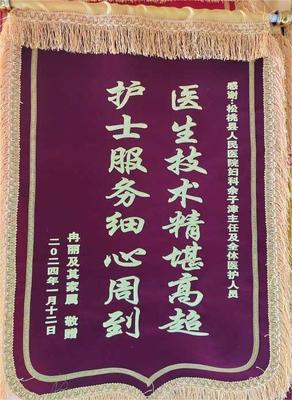 感谢：松桃县人民医院妇科余子津主任及全体医护人员
医生技术精堪高超
护士服务细心周到
冉丽及其家属 敬赠
二〇二四年一月十二日